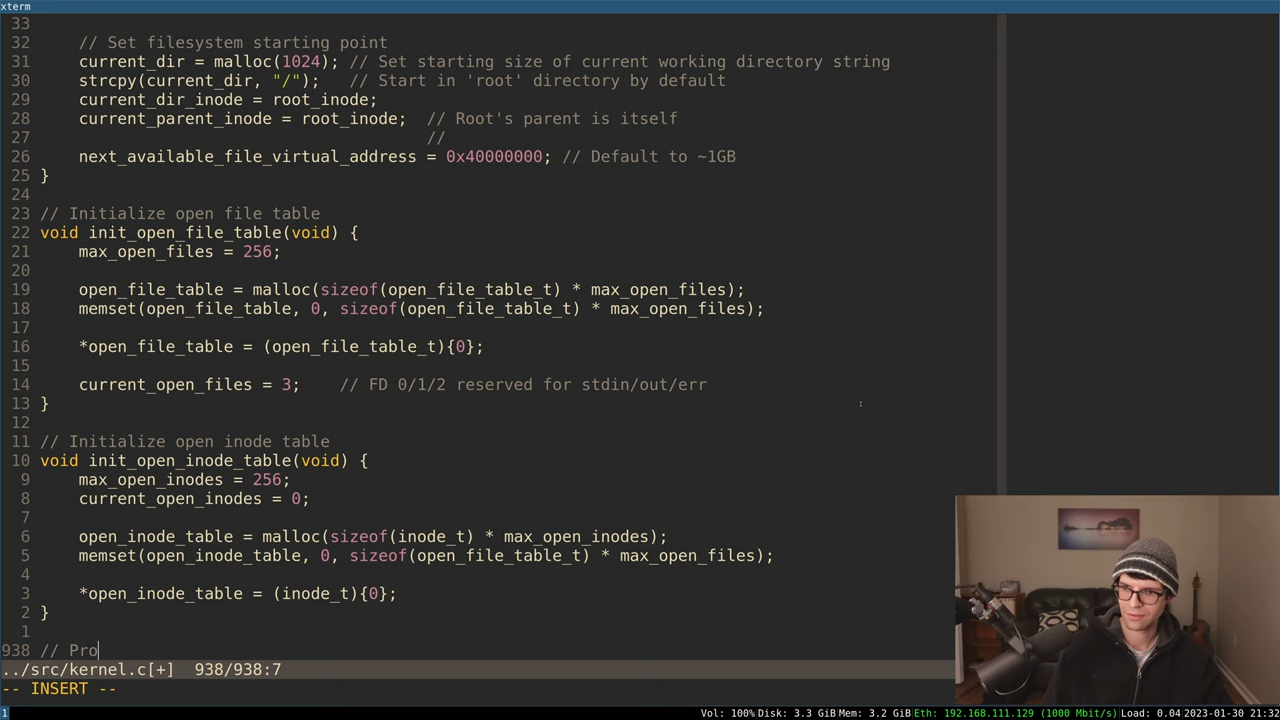 xterm
33
32     // Set filesystem starting point
31     current_dir = malloc(1024); // Set starting size of current working directory string
30     strcpy(current_dir, "/");   // Start in 'root' directory by default
29     current_dir_inode = root_inode;
28     current_parent_inode = root_inode;  // Root's parent is itself
27                                         //
26     next_available_file_virtual_address = 0x40000000; // Default to ~1GB
25 }
24
23 // Initialize open file table
22 void init_open_file_table(void) {
21     max_open_files = 256;
20
19     open_file_table = malloc(sizeof(open_file_table_t) * max_open_files);
18     memset(open_file_table, 0, sizeof(open_file_table_t) * max_open_files);
17
16     *open_file_table = (open_file_table_t){0};
15
14     current_open_files = 3;    // FD 0/1/2 reserved for stdin/out/err
13 }
12
11 // Initialize open inode table
10 void init_open_inode_table(void) {
9     max_open_inodes = 256;
8     current_open_inodes = 0;
7
6     open_inode_table = malloc(sizeof(inode_t) * max_open_inodes);
5     memset(open_inode_table, 0, sizeof(open_file_table_t) * max_open_files);
4
3     *open_inode_table = (inode_t){0};
2 }
1
938 // Pro
../src/kernel.c[+]  938/938:7
-- INSERT --
1 Vol: 100% Disk: 3.3 GiB Mem: 3.2 GiB Eth: 192.168.111.129 (1000 Mbit/s) Load: 0.04 2023-01-30 21:32